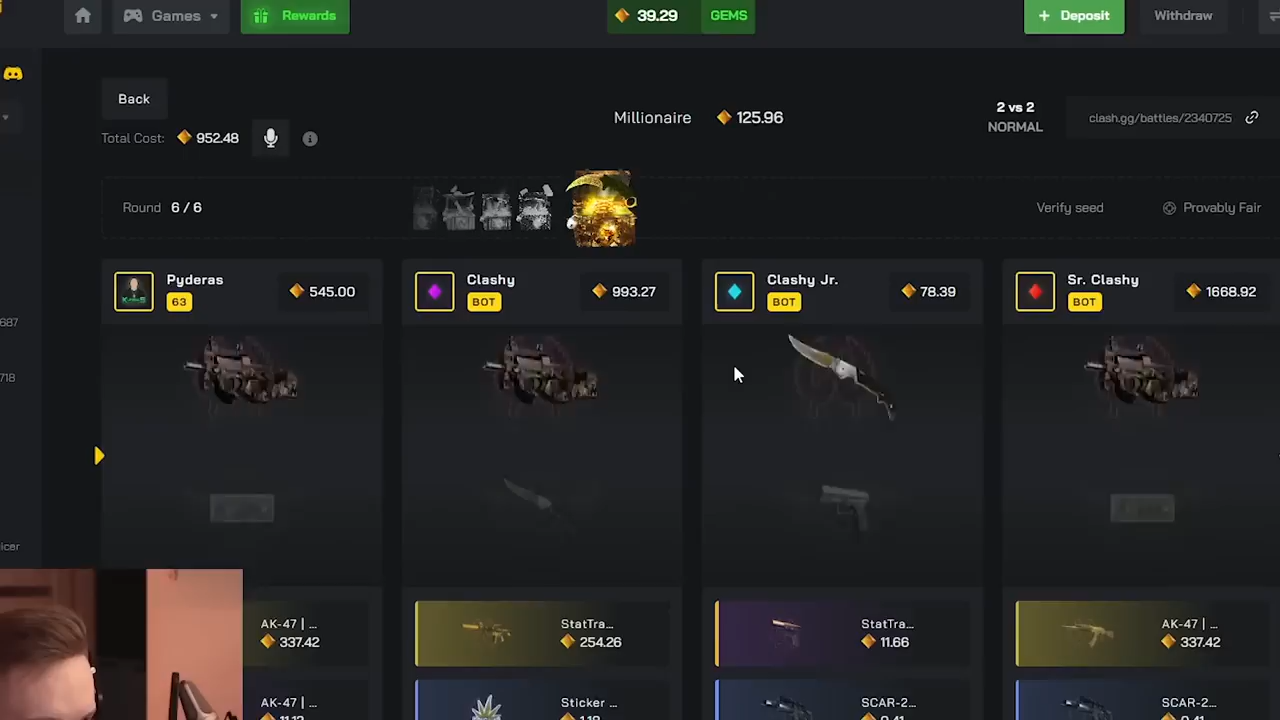 Games
Rewards
39.29 GEMS
+ Deposit
Withdraw
Back
Total Cost: 952.48
Millionaire 125.96
2 vs 2
NORMAL
clash.gg/battles/2340725
Round 6 / 6
Verify seed
Provably Fair
Pyderas
63
545.00
Clashy
BOT
993.27
Clashy Jr.
BOT
78.39
Sr. Clashy
BOT
1668.92
687
718
icer
AK-47 | ...
337.42
StatTra...
254.26
StatTra...
11.66
AK-47 | ...
337.42
AK-47 | ...
Sticker ...
SCAR-2...
SCAR-2...